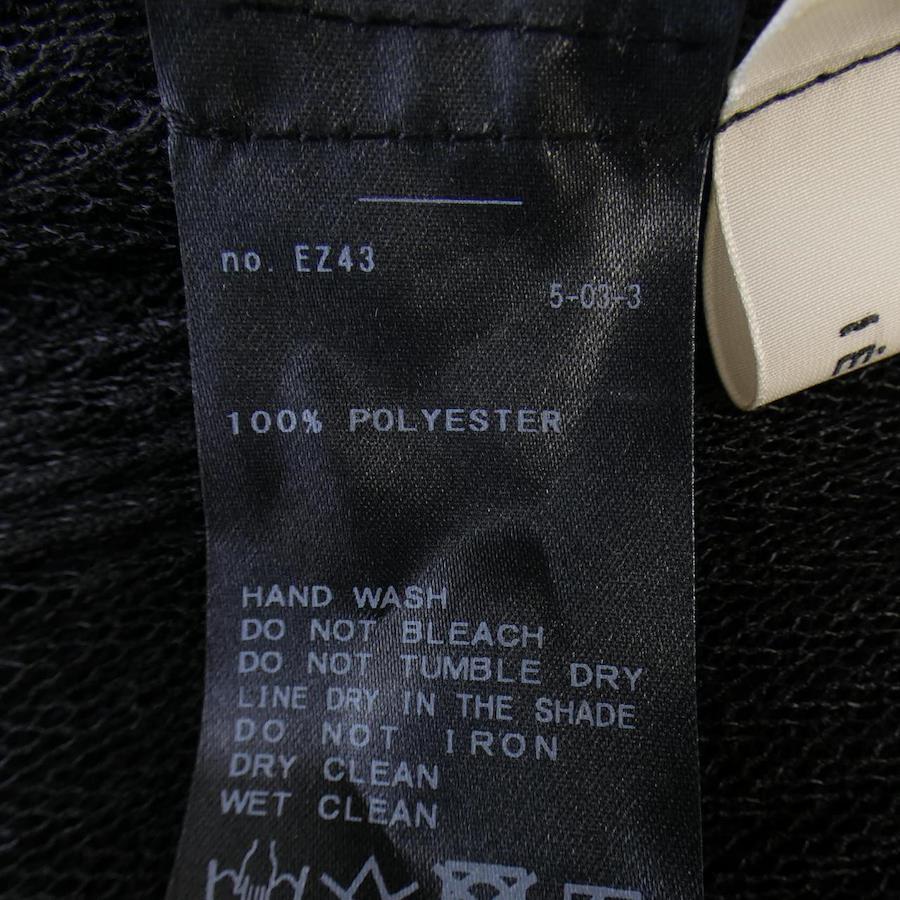 no. EZ43
5-03-3
100% POLYESTER
HAND WASH
DO NOT BLEACH
DO NOT TUMBLE DRY
LINE DRY IN THE SHADE
DO NOT IRON
DRY CLEAN
WET CLEAN